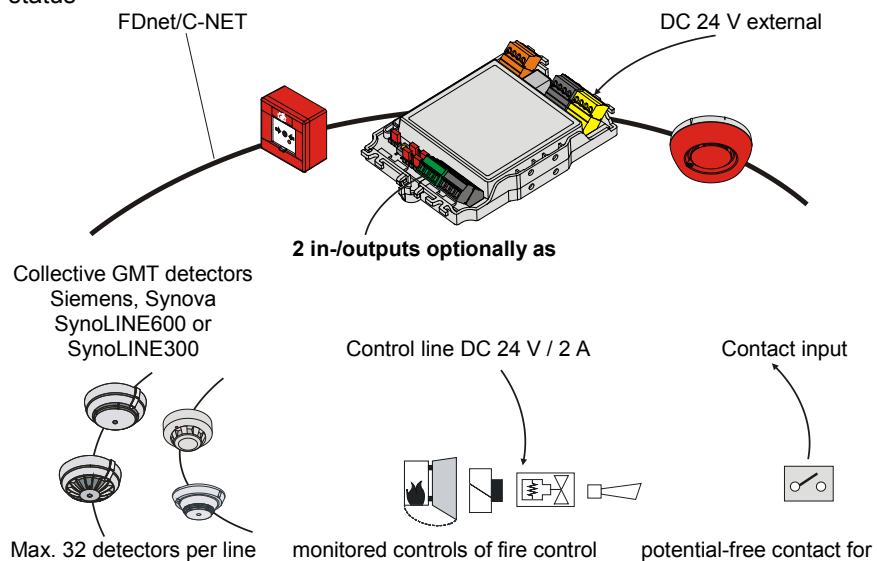 status
FDnet/C-NET
DC 24 V external
2 in-/outputs optionally as
Collective GMT detectors
Siemens, Synova
SynoLINE600 or
SynoLINE300
Control line DC 24 V / 2 A
Contact input
Max. 32 detectors per line
monitored controls of fire control
potential-free contact for